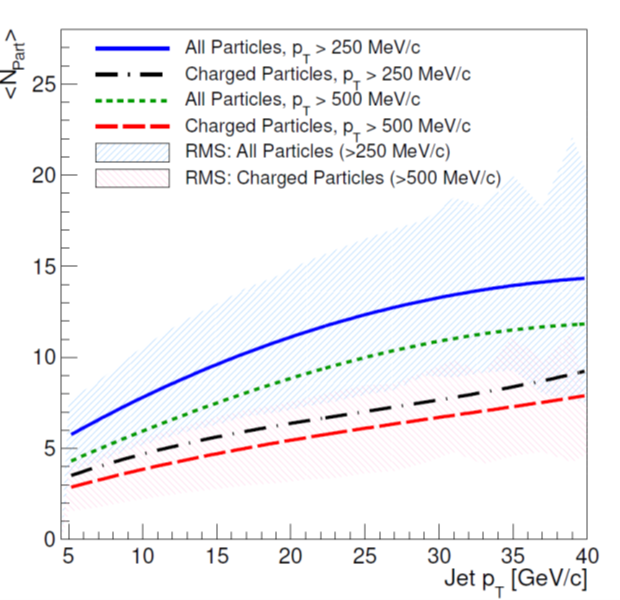 <N_Part>
All Particles, p_T > 250 MeV/c
Charged Particles, p_T > 250 MeV/c
All Particles, p_T > 500 MeV/c
Charged Particles, p_T > 500 MeV/c
RMS: All Particles (>250 MeV/c)
RMS: Charged Particles (>500 MeV/c)
25
20
15
10
5
0
5 10 15 20 25 30 35 40
Jet p_T [GeV/c]